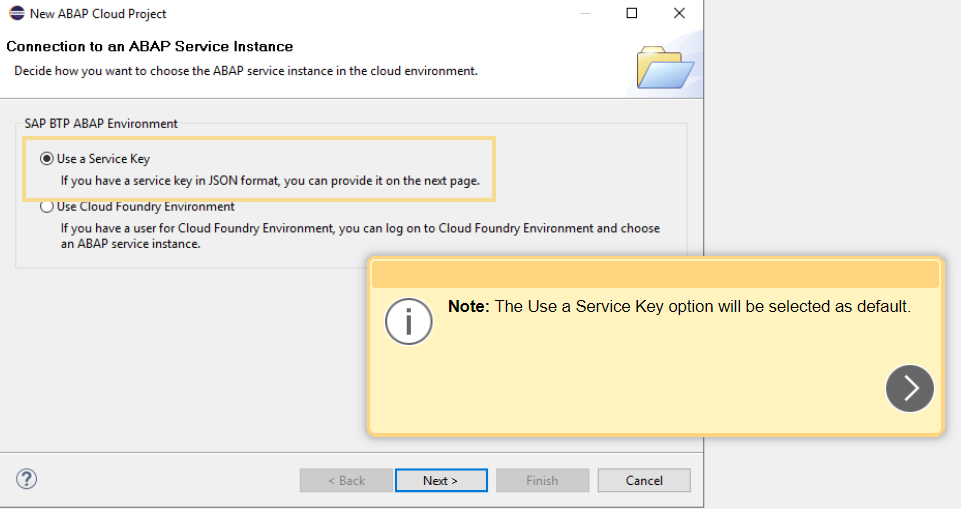 New ABAP Cloud Project
Connection to an ABAP Service Instance
Decide how you want to choose the ABAP service instance in the cloud environment.
SAP BTP ABAP Environment
Use a Service Key
If you have a service key in JSON format, you can provide it on the next page.
Use Cloud Foundry Environment
If you have a user for Cloud Foundry Environment, you can log on to Cloud Foundry Environment and choose
an ABAP service instance.
Note: The Use a Service Key option will be selected as default.
< Back
Next >
Finish
Cancel